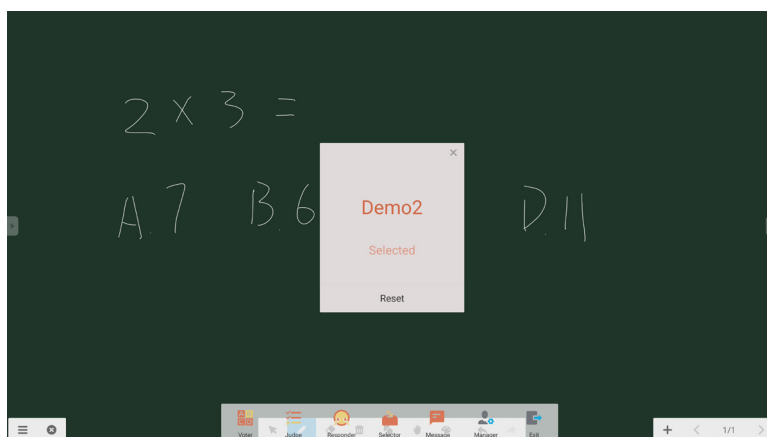 2 × 3 =
A.7 B.6 D.11
Demo2
Selected
Reset
Voter Judge Responder Selector Message Manager Exit
1/1